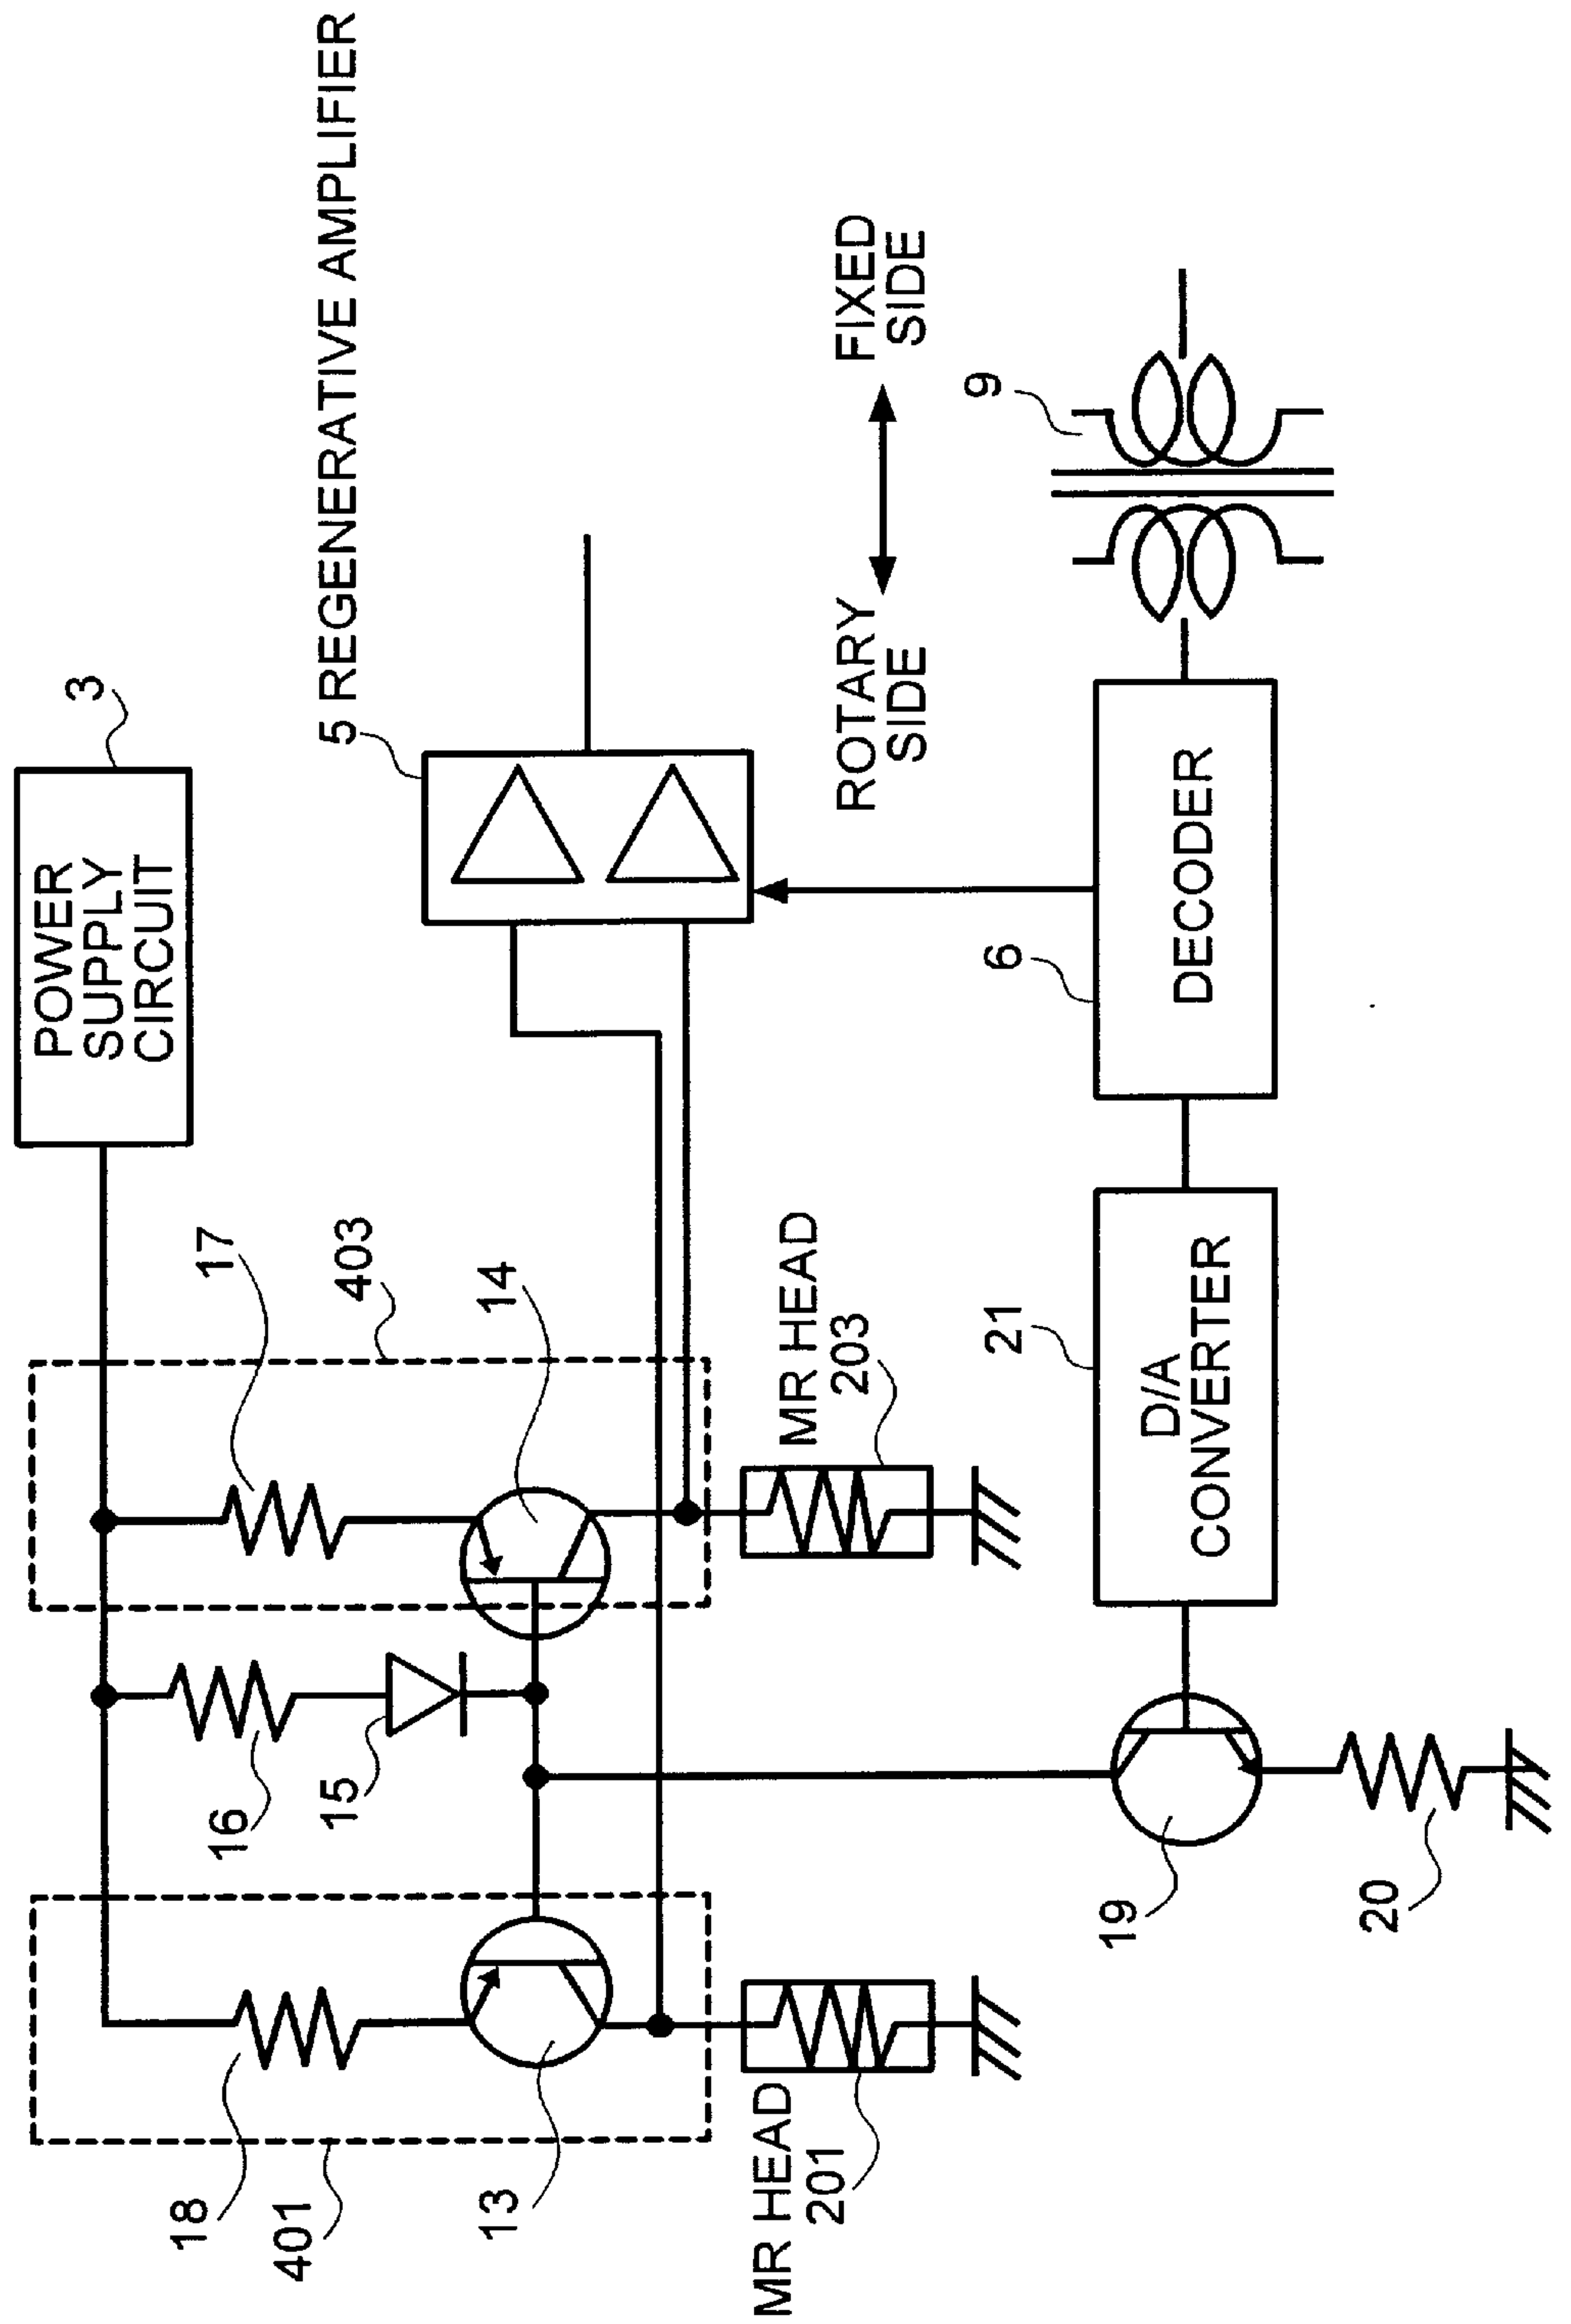 POWER
SUPPLY
CIRCUIT
3
5 REGENERATIVE AMPLIFIER
17
403
14
16
15
18
401
13
MR HEAD
203
MR HEAD
201
ROTARY
SIDE
FIXED
SIDE
9
6
DECODER
21
D/A
CONVERTER
19
20